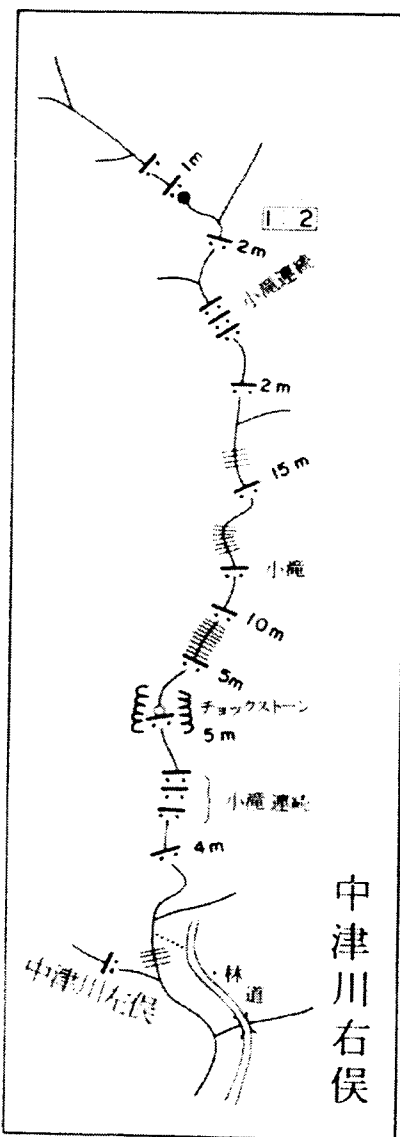 1m
1:2
2m
小滝連続
2m
15m
小滝
10m
5m
チョックストーン
5m
小滝連続
4m
中津川左俣
林道
中津川右俣